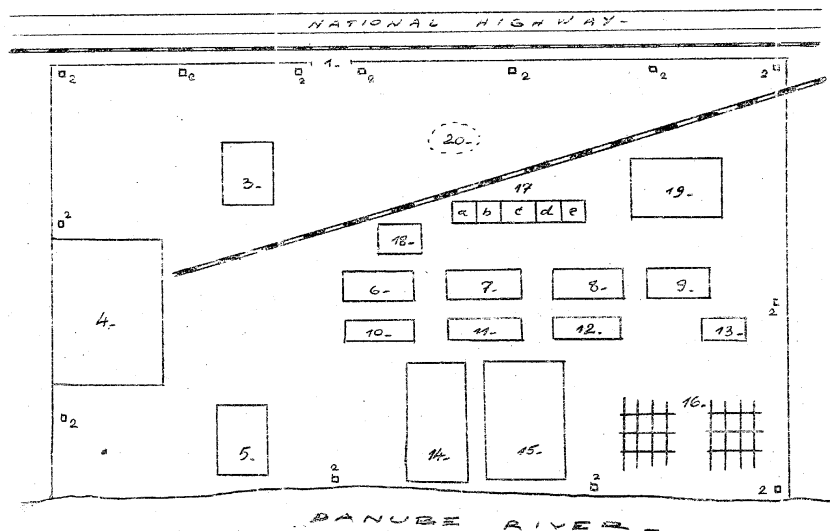 NATIONAL HIGHWAY-
1-
2 2 2 2 2 2 2
20-
3-
17
19-
2
a b c d e
18-
4-
6- 7- 8- 9-
2
10- 11- 12- 13-
2
16-
5- 14- 15-
2 2 2
DANUBE RIVER-